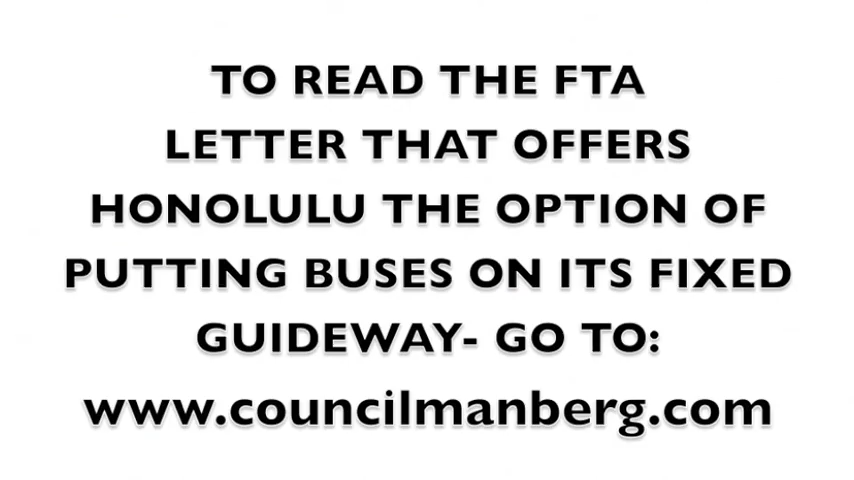 TO READ THE FTA
LETTER THAT OFFERS
HONOLULU THE OPTION OF
PUTTING BUSES ON ITS FIXED
GUIDEWAY- GO TO:
www.councilmanberg.com